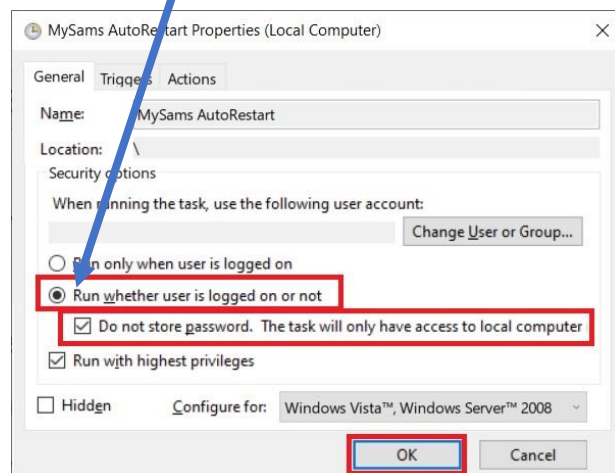 MySams AutoRestart Properties (Local Computer)
General Triggers Actions
Name: MySams AutoRestart
Location: \
Security options
When running the task, use the following user account:
Change User or Group...
Run only when user is logged on
Run whether user is logged on or not
Do not store password. The task will only have access to local computer
Run with highest privileges
Hidden Configure for: Windows Vista™, Windows Server™ 2008
OK Cancel